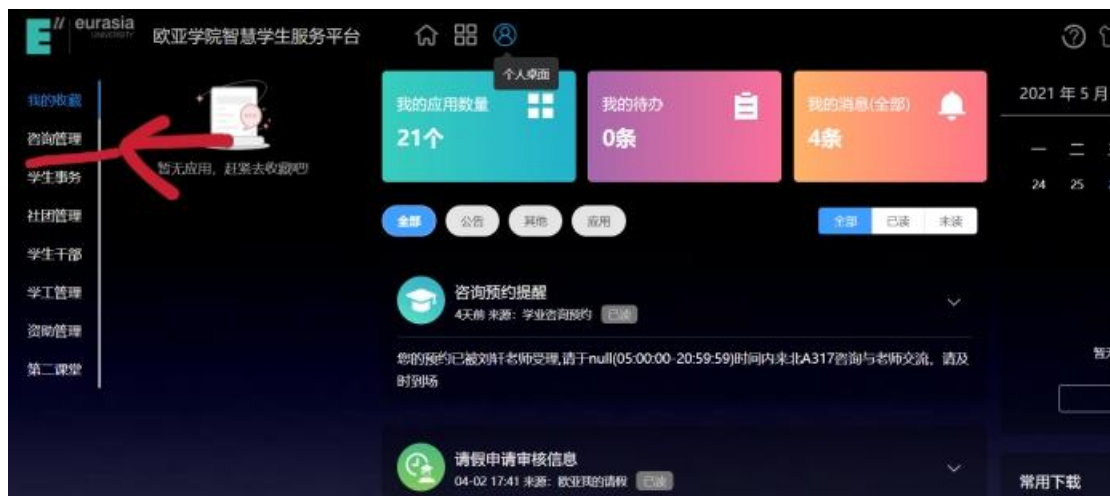 eurasia
UNIVERSITY
欧亚学院智慧学生服务平台
个人桌面
我的收藏
咨询管理
学生事务
社团管理
学生干部
学工管理
资助管理
第二课堂
暂无应用，赶紧去收藏吧!
我的应用数量
21个
我的待办
0条
我的消息(全部)
4条
全部 公告 其他 应用
全部 已读 未读
咨询预约提醒
4天前 来源：学业咨询预约 已读
您的预约已被刘轩老师受理,请于null(05:00:00-20:59:59)时间内来北A317咨询与老师交流。请及
时到场
请假申请审核信息
04-02 17:41 来源：欧亚我的请假 已读
2021 年 5 月
一 二
24 25
常用下载